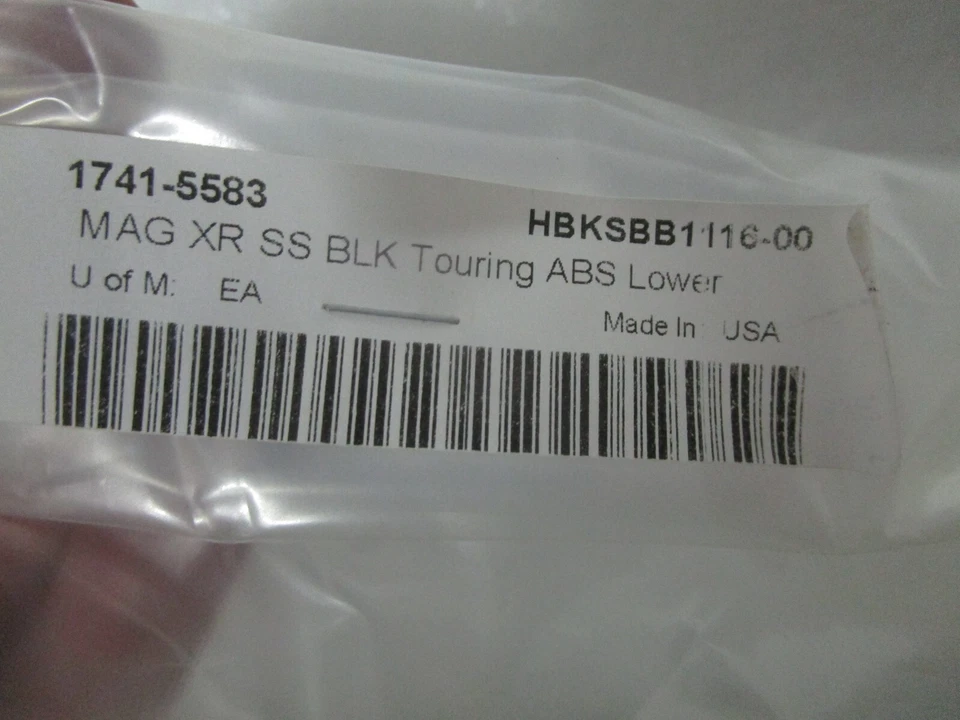 1741-5583
HBKSBB1116-00
MAG XR SS BLK Touring ABS Lower
U of M: EA
Made In USA